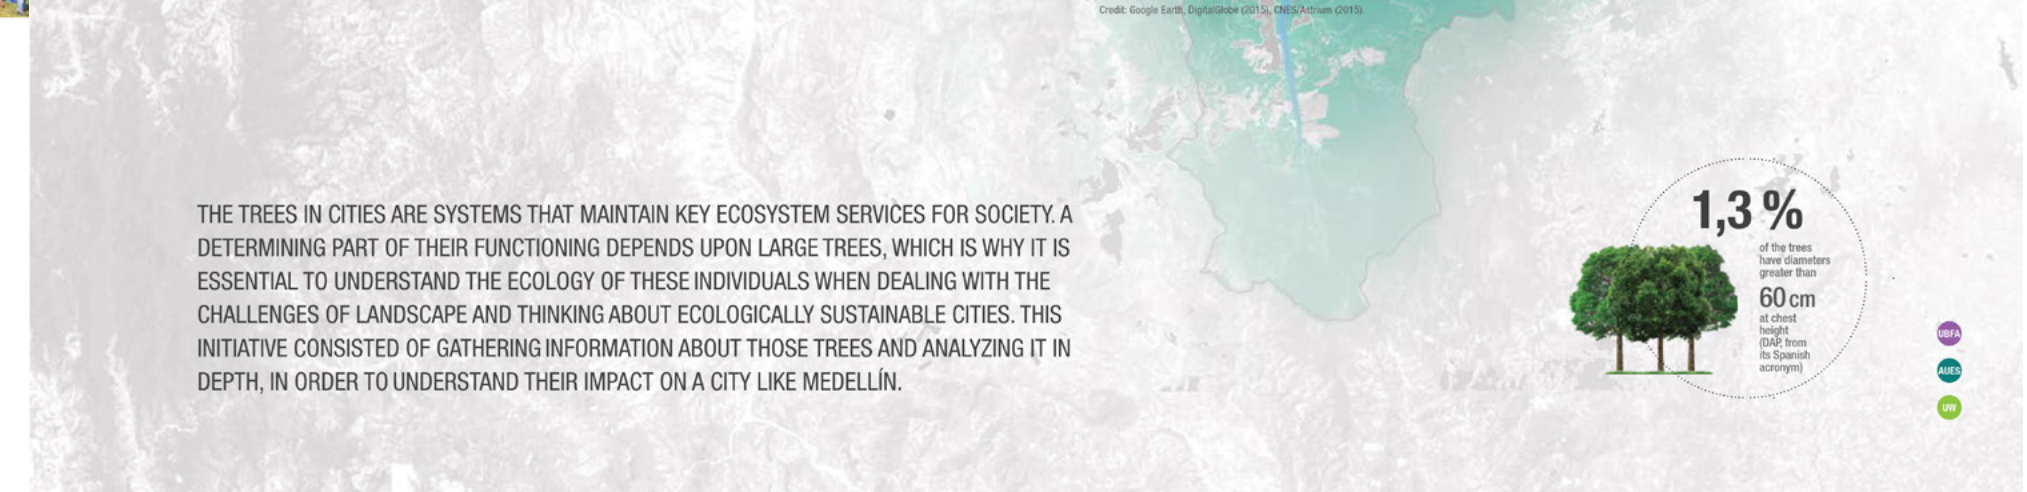 Credit: Google Earth, DigitalGlobe (2015), CNES/Astrium (2015).
THE TREES IN CITIES ARE SYSTEMS THAT MAINTAIN KEY ECOSYSTEM SERVICES FOR SOCIETY. A
DETERMINING PART OF THEIR FUNCTIONING DEPENDS UPON LARGE TREES, WHICH IS WHY IT IS
ESSENTIAL TO UNDERSTAND THE ECOLOGY OF THESE INDIVIDUALS WHEN DEALING WITH THE
CHALLENGES OF LANDSCAPE AND THINKING ABOUT ECOLOGICALLY SUSTAINABLE CITIES. THIS
INITIATIVE CONSISTED OF GATHERING INFORMATION ABOUT THOSE TREES AND ANALYZING IT IN
DEPTH, IN ORDER TO UNDERSTAND THEIR IMPACT ON A CITY LIKE MEDELLÍN.
1,3 %
of the trees
have diameters
greater than
60 cm
at chest
height
(DAP, from
its Spanish
acronym)
UBFA
AUES
UW